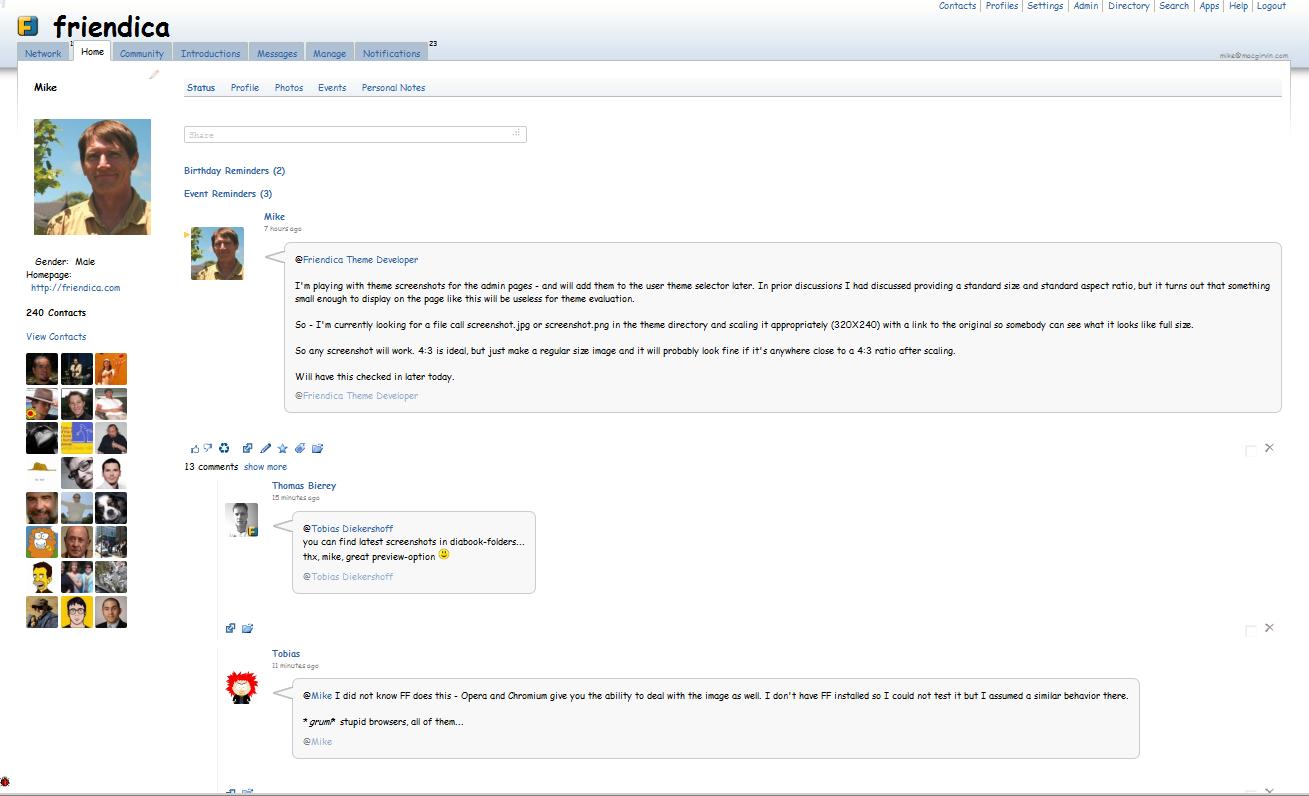 Contacts Profiles Settings Admin Directory Search Apps Help Logout
friendica
Network 1 Home Community Introductions Messages Manage Notifications 23
mike@macgirvin.com
Mike
Status Profile Photos Events Personal Notes
Share
Birthday Reminders (2)
Event Reminders (3)
Gender: Male
Homepage:
http://friendica.com
240 Contacts
View Contacts
Mike
7 hours ago
@Friendica Theme Developer
I'm playing with theme screenshots for the admin pages - and will add them to the user theme selector later. In prior discussions I had discussed providing a standard size and standard aspect ratio, but it turns out that something
small enough to display on the page like this will be useless for theme evaluation.
So - I'm currently looking for a file call screenshot.jpg or screenshot.png in the theme directory and scaling it appropriately (320X240) with a link to the original so somebody can see what it looks like full size.
So any screenshot will work. 4:3 is ideal, but just make a regular size image and it will probably look fine if it's anywhere close to a 4:3 ratio after scaling.
Will have this checked in later today.
@Friendica Theme Developer
13 comments show more
Thomas Bierey
15 minutes ago
@Tobias Diekershoff
you can find latest screenshots in diabook-folders...
thx, mike, great preview-option
@Tobias Diekershoff
Tobias
11 minutes ago
@Mike I did not know FF does this - Opera and Chromium give you the ability to deal with the image as well. I don't have FF installed so I could not test it but I assumed a similar behavior there.
*grum* stupid browsers, all of them...
@Mike